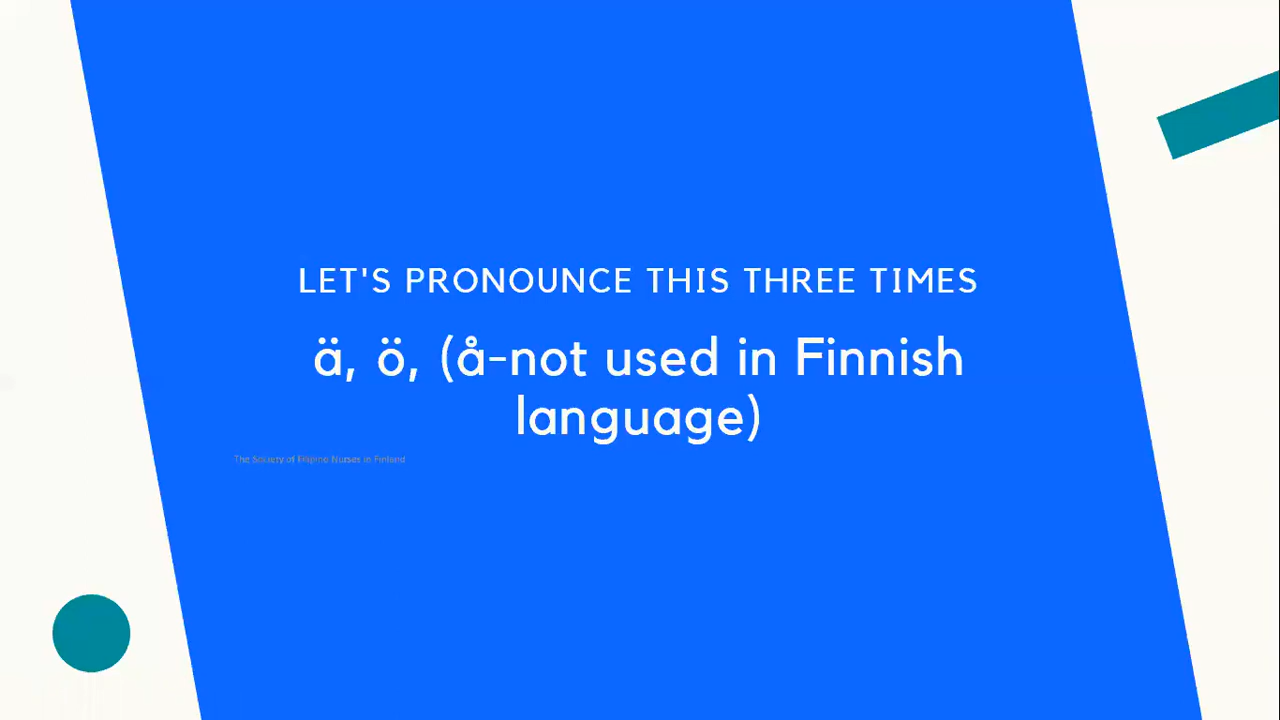 LET'S PRONOUNCE THIS THREE TIMES
ä, ö, (å-not used in Finnish
language)
The Society of Filipino Nurses in Finland